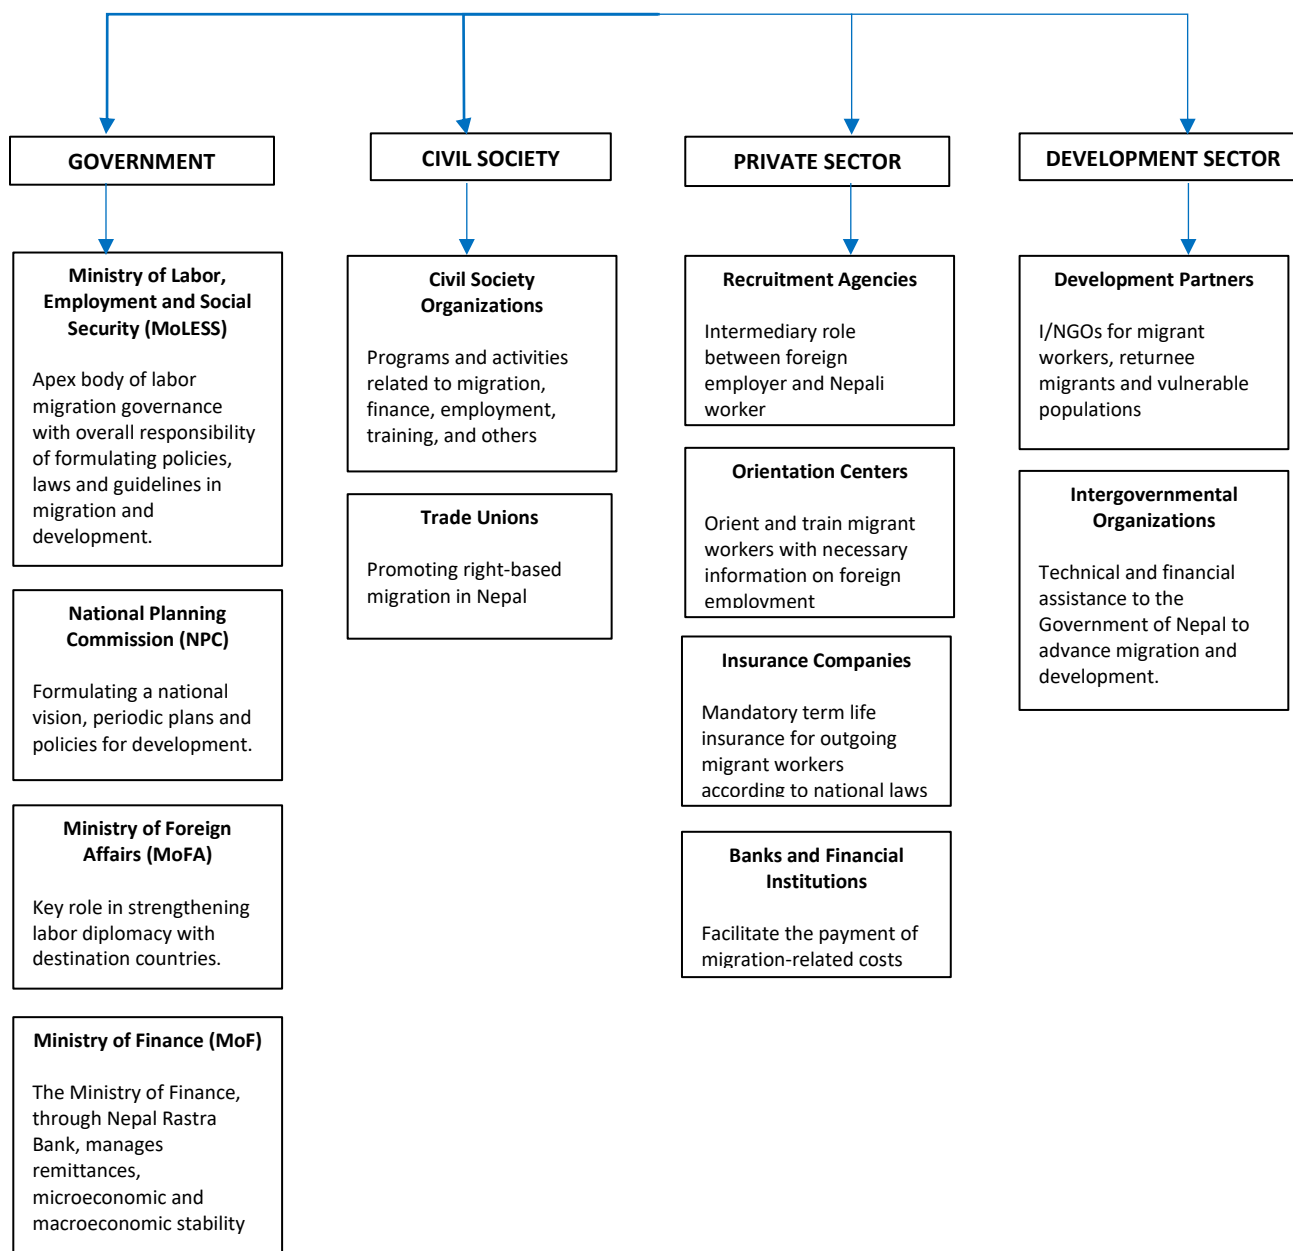 GOVERNMENT
CIVIL SOCIETY
PRIVATE SECTOR
DEVELOPMENT SECTOR
Ministry of Labor,
Employment and Social
Security (MoLESS)
Apex body of labor
migration governance
with overall responsibility
of formulating policies,
laws and guidelines in
migration and
development.
National Planning
Commission (NPC)
Formulating a national
vision, periodic plans and
policies for development.
Ministry of Foreign
Affairs (MoFA)
Key role in strengthening
labor diplomacy with
destination countries.
Ministry of Finance (MoF)
The Ministry of Finance,
through Nepal Rastra
Bank, manages
remittances,
microeconomic and
macroeconomic stability
Civil Society
Organizations
Programs and activities
related to migration,
finance, employment,
training, and others
Trade Unions
Promoting right-based
migration in Nepal
Recruitment Agencies
Intermediary role
between foreign
employer and Nepali
worker
Orientation Centers
Orient and train migrant
workers with necessary
information on foreign
employment
Insurance Companies
Mandatory term life
insurance for outgoing
migrant workers
according to national laws
Banks and Financial
Institutions
Facilitate the payment of
migration-related costs
Development Partners
I/NGOs for migrant
workers, returnee
migrants and vulnerable
populations
Intergovernmental
Organizations
Technical and financial
assistance to the
Government of Nepal to
advance migration and
development.